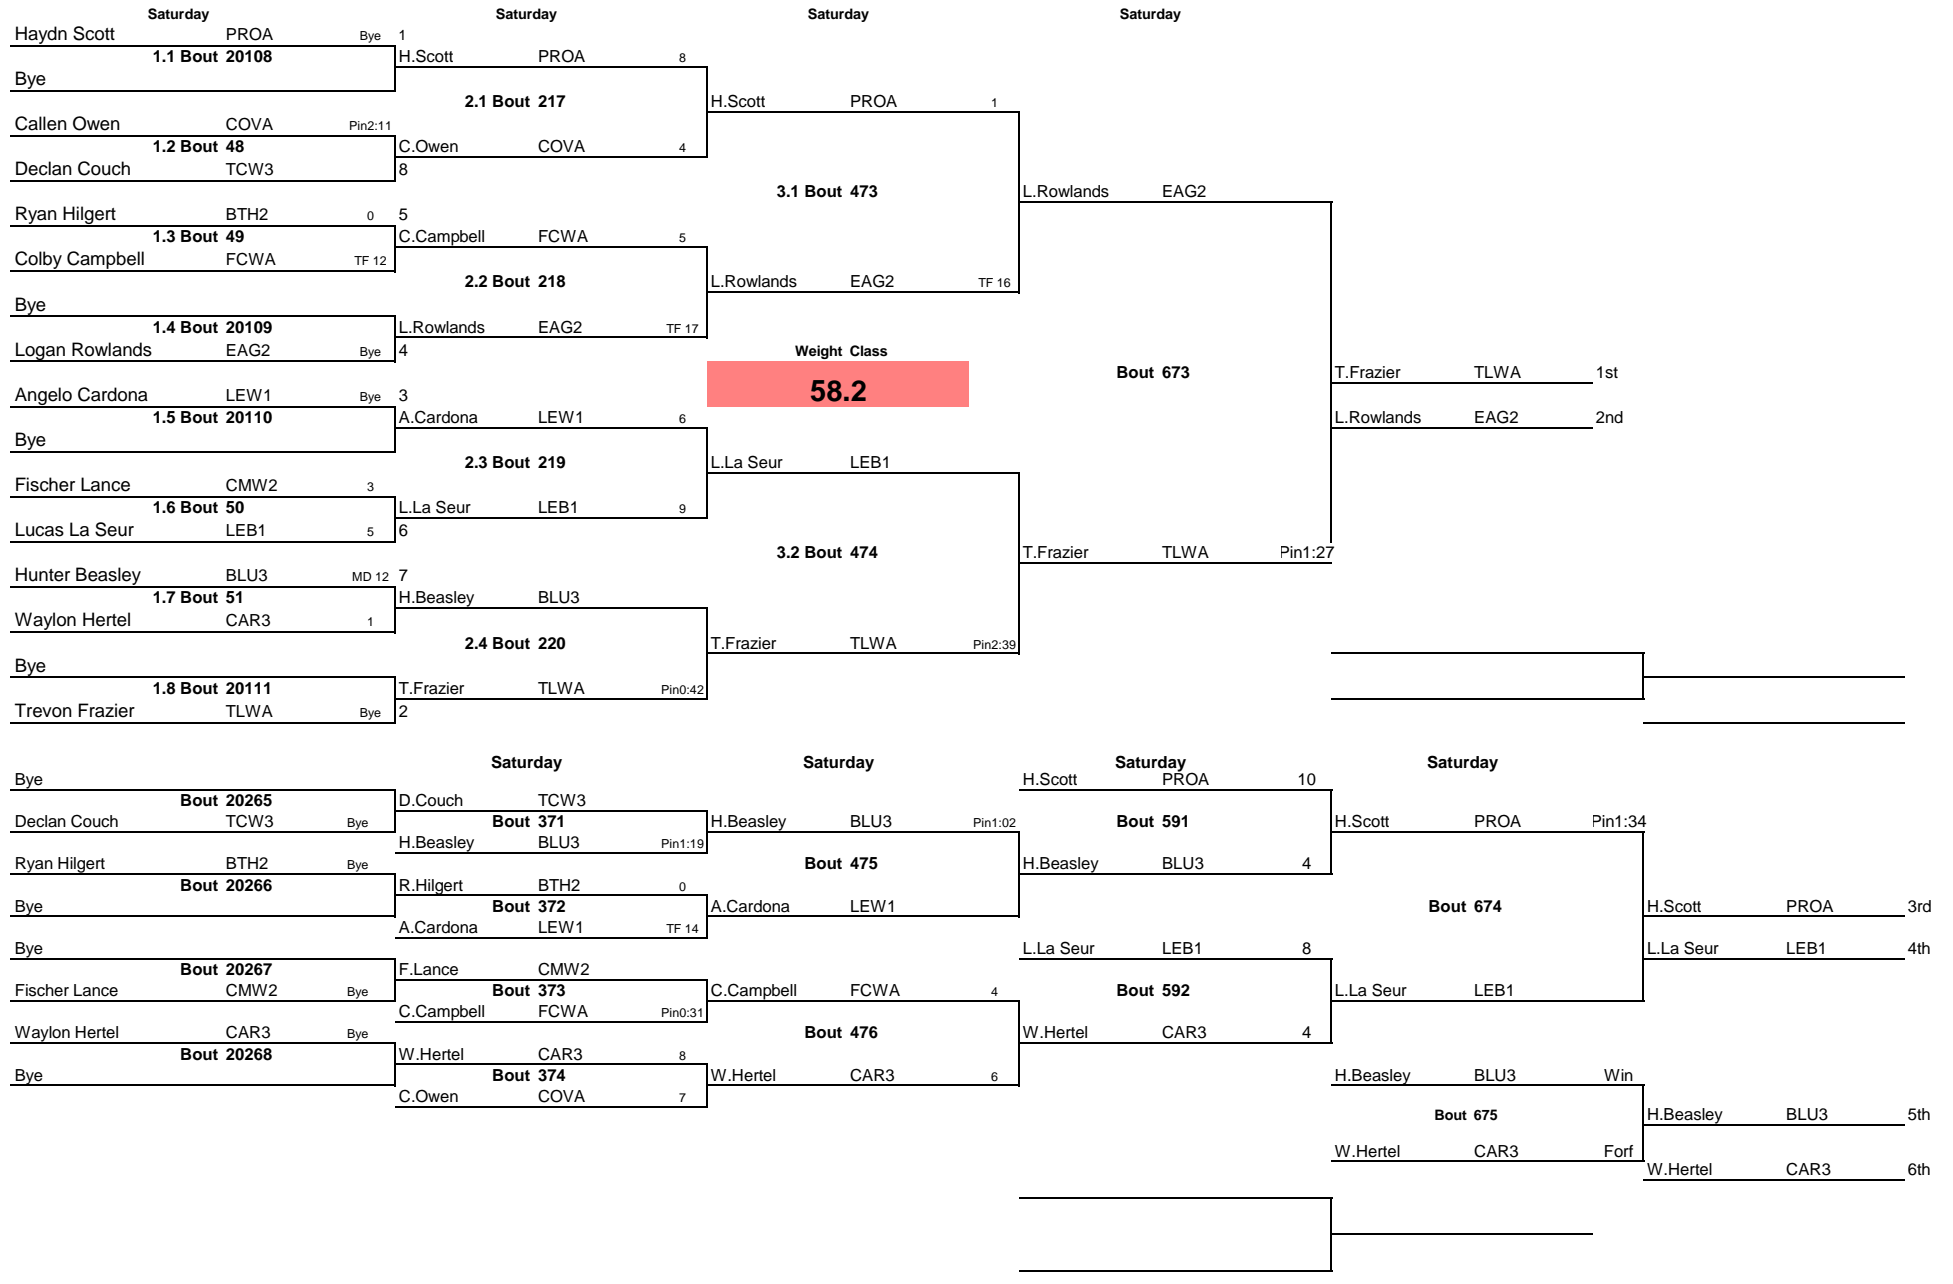 Saturday Saturday Saturday Saturday
Haydn Scott PROA Bye 1
1.1 Bout 20108 H.Scott PROA 8
Bye
2.1 Bout 217 H.Scott PROA 1
Callen Owen COVA Pin2:11
1.2 Bout 48 C.Owen COVA 4
Declan Couch TCW3 8
3.1 Bout 473 L.Rowlands EAG2
Ryan Hilgert BTH2 0 5
1.3 Bout 49 C.Campbell FCWA 5
Colby Campbell FCWA TF 12
2.2 Bout 218 L.Rowlands EAG2 TF 16
Bye
1.4 Bout 20109 L.Rowlands EAG2 TF 17
Logan Rowlands EAG2 Bye 4 Weight Class
Bout 673 T.Frazier TLWA 1st
Angelo Cardona LEW1 Bye 3 58.2
1.5 Bout 20110 A.Cardona LEW1 6 L.Rowlands EAG2 2nd
Bye
2.3 Bout 219 L.La Seur LEB1
Fischer Lance CMW2 3
1.6 Bout 50 L.La Seur LEB1 9
Lucas La Seur LEB1 5 6
3.2 Bout 474 T.Frazier TLWA Pin1:27
Hunter Beasley BLU3 MD 12 7
1.7 Bout 51 H.Beasley BLU3
Waylon Hertel CAR3 1
2.4 Bout 220 T.Frazier TLWA Pin2:39
Bye
1.8 Bout 20111 T.Frazier TLWA Pin0:42
Trevon Frazier TLWA Bye 2
Saturday Saturday Saturday Saturday
Bye H.Scott PROA 10
Bout 20265 D.Couch TCW3
Declan Couch TCW3 Bye Bout 371 H.Beasley BLU3 Pin1:02 Bout 591 H.Scott PROA Pin1:34
H.Beasley BLU3 Pin1:19
Ryan Hilgert BTH2 Bye Bout 475 H.Beasley BLU3 4
Bout 20266 R.Hilgert BTH2 0
Bye Bout 372 A.Cardona LEW1 Bout 674 H.Scott PROA 3rd
A.Cardona LEW1 TF 14
Bye L.La Seur LEB1 8 L.La Seur LEB1 4th
Bout 20267 F.Lance CMW2
Fischer Lance CMW2 Bye Bout 373 C.Campbell FCWA 4 Bout 592 L.La Seur LEB1
C.Campbell FCWA Pin0:31
Waylon Hertel CAR3 Bye Bout 476 W.Hertel CAR3 4
Bout 20268 W.Hertel CAR3 8
Bye Bout 374 W.Hertel CAR3 6 H.Beasley BLU3 Win
C.Owen COVA 7
Bout 675 H.Beasley BLU3 5th
W.Hertel CAR3 Forf
W.Hertel CAR3 6th